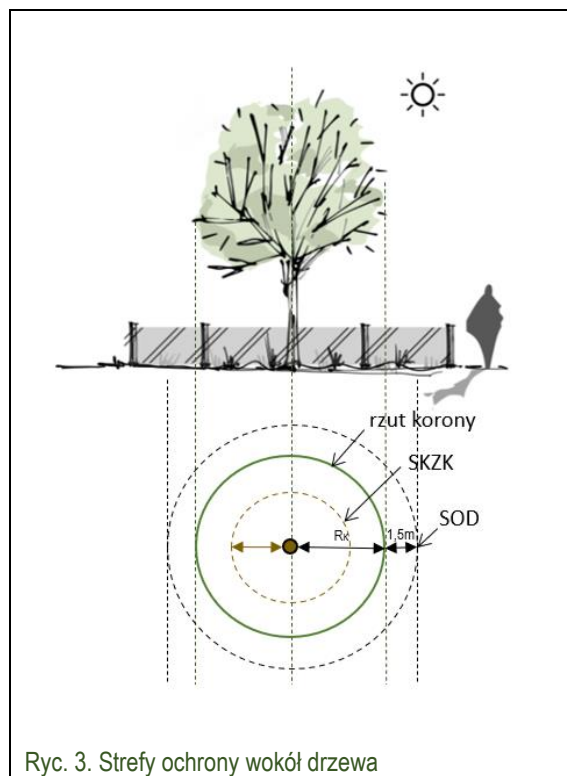 rzut korony
SKZK
SOD
RK
1,5m
Ryc. 3. Strefy ochrony wokół drzewa